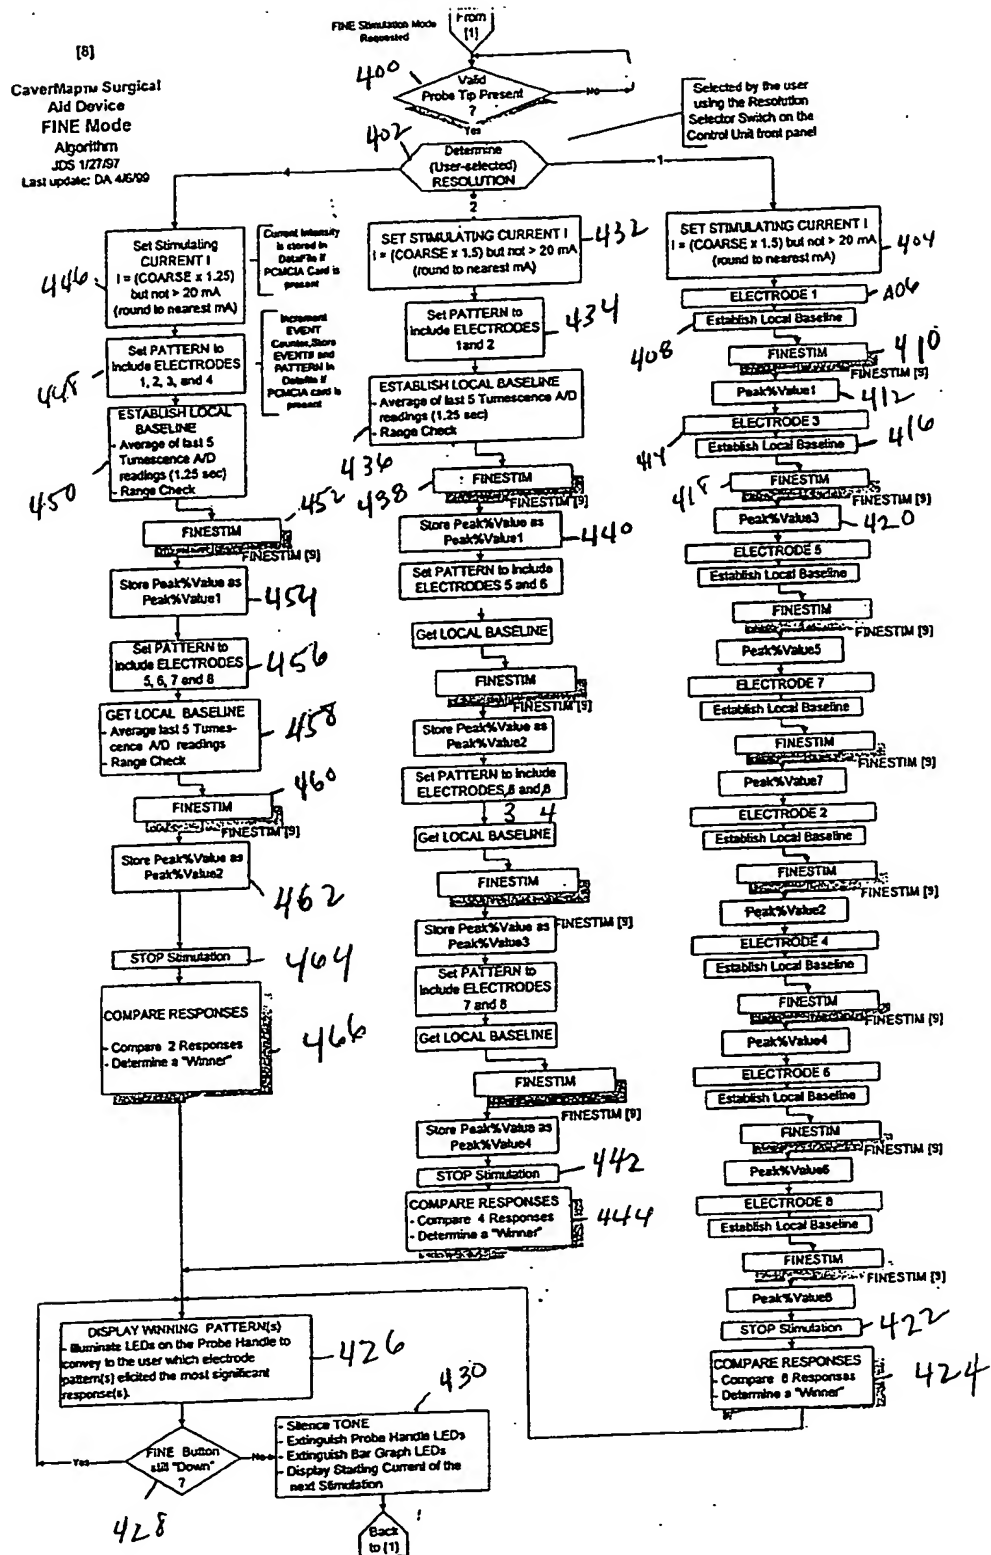 [8]
CaverMap™ Surgical
Aid Device
FINE Mode
Algorithm
JDS 1/27/97
Last update: DA 4/6/99
FINE Stimulation Mode
Requested
From
[1]
400
Valid
Probe Tip Present
?
No
Yes
Selected by the user
using the Resolution
Selector Switch on the
Control Unit front panel
402
Determine
(User-selected)
RESOLUTION
4
2
1
Set Stimulating
CURRENT I
I = (COARSE x 1.25)
but not > 20 mA
(round to nearest mA)
446
Current Intensity
is stored in
DataFile if
PCMCIA Card is
present
Set PATTERN to
include ELECTRODES
1, 2, 3, and 4
448
Increment
EVENT
Counter,Store
EVENT# and
PATTERN in
Datafile if
PCMCIA card is
present
ESTABLISH LOCAL
BASELINE
- Average of last 5
Tumescence A/D
readings (1.25 sec)
- Range Check
450
FINESTIM
452
FINESTIM [9]
Store Peak%Value as
Peak%Value1
454
Set PATTERN to
include ELECTRODES
5, 6, 7 and 8
456
GET LOCAL BASELINE
- Average last 5 Tumes-
cence A/D readings
- Range Check
458
460
FINESTIM
FINESTIM [9]
Store Peak%Value as
Peak%Value2
462
STOP Stimulation
464
COMPARE RESPONSES
- Compare 2 Responses
- Determine a "Winner"
466
SET STIMULATING CURRENT I
I = (COARSE x 1.5) but not > 20 mA
(round to nearest mA)
432
Set PATTERN to
include ELECTRODES
1and 2
434
ESTABLISH LOCAL BASELINE
- Average of last 5 Tumescence A/D
readings (1.25 sec)
- Range Check
436
438
FINESTIM
FINESTIM [9]
Store Peak%Value as
Peak%Value1
440
Set PATTERN to include
ELECTRODES 5 and 6
Get LOCAL BASELINE
FINESTIM
FINESTIM [9]
Store Peak%Value as
Peak%Value2
Set PATTERN to include
ELECTRODES and
3 4
Get LOCAL BASELINE
FINESTIM
FINESTIM [9]
Store Peak%Value as
Peak%Value3
Set PATTERN to
include ELECTRODES
7 and 8
Get LOCAL BASELINE
FINESTIM
FINESTIM [9]
Store Peak%Value as
Peak%Value4
STOP Stimulation
442
COMPARE RESPONSES
- Compare 4 Responses
- Determine a "Winner"
444
SET STIMULATING CURRENT I
I = (COARSE x 1.5) but not > 20 mA
(round to nearest mA)
404
ELECTRODE 1
406
Establish Local Baseline
408
FINESTIM
410
FINESTIM [9]
Peak%Value1
412
ELECTRODE 3
414
Establish Local Baseline
416
418
FINESTIM
FINESTIM [9]
Peak%Value3
420
ELECTRODE 5
Establish Local Baseline
FINESTIM
FINESTIM [9]
Peak%Value5
ELECTRODE 7
Establish Local Baseline
FINESTIM
FINESTIM [9]
Peak%Value7
ELECTRODE 2
Establish Local Baseline
FINESTIM
FINESTIM [9]
Peak%Value2
ELECTRODE 4
Establish Local Baseline
FINESTIM
FINESTIM [9]
Peak%Value4
ELECTRODE 6
Establish Local Baseline
FINESTIM
FINESTIM [9]
Peak%Value6
ELECTRODE 8
Establish Local Baseline
FINESTIM
FINESTIM [9]
Peak%Value8
STOP Stimulation
422
COMPARE RESPONSES
- Compare 8 Responses
- Determine a "Winner"
424
DISPLAY WINNING PATTERN(s)
- Illuminate LEDs on the Probe Handle to
convey to the user which electrode
pattern(s) elicited the most significant
response(s).
426
FINE Button
still "Down"
?
Yes
No
428
430
- Silence TONE
- Extinguish Probe Handle LEDs
- Extinguish Bar Graph LEDs
- Display Starting Current of the
next Stimulation
Back
to [1]